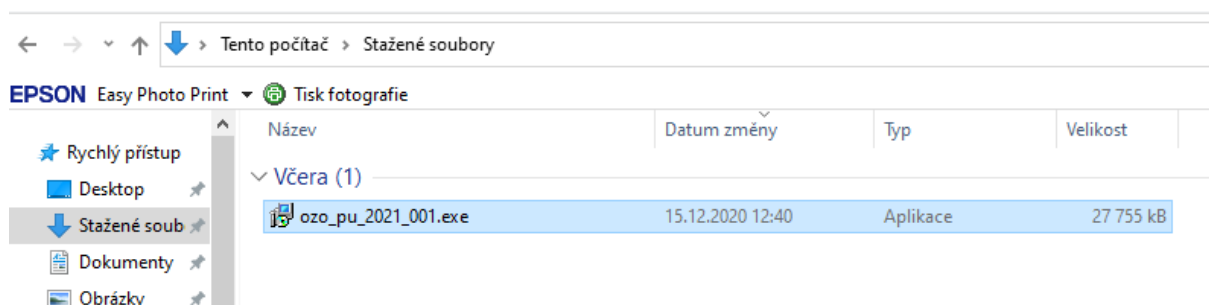 Tento počítač › Stažené soubory
EPSON Easy Photo Print Tisk fotografie
Název Datum změny Typ Velikost
Rychlý přístup
Včera (1)
Desktop
ozo_pu_2021_001.exe 15.12.2020 12:40 Aplikace 27 755 kB
Stažené soub
Dokumenty
Obrázky